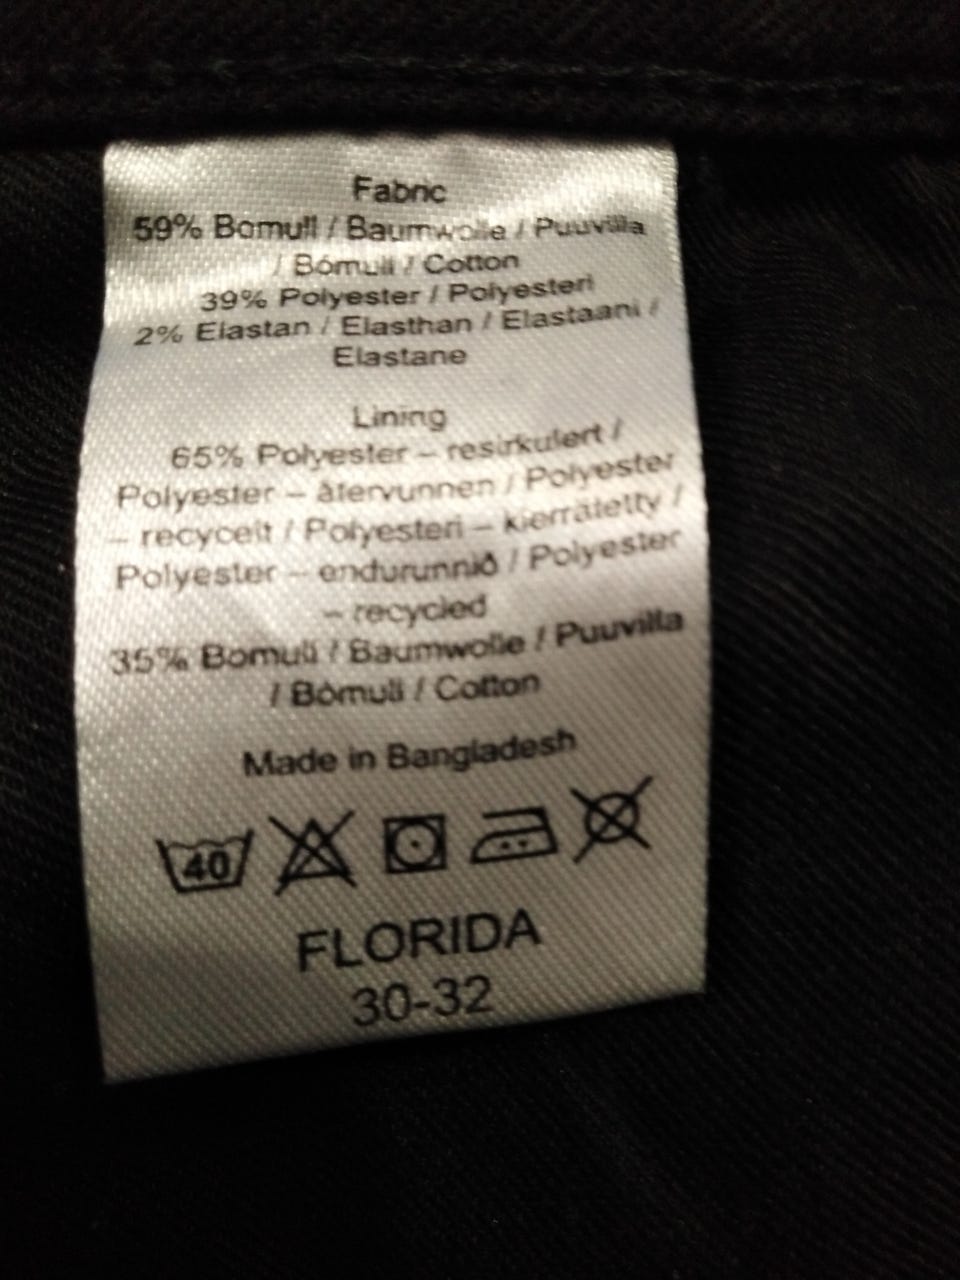 Fabric
59% Bomull / Baumwolle / Puuvilla
/ Bómull / Cotton
39% Polyester / Polyesteri
2% Elastan / Elasthan / Elastaani /
Elastane
Lining
65% Polyester – resirkulert /
Polyester – återvunnen / Polyester
– recycelt / Polyesteri – kierrätetty /
Polyester – endurunnið / Polyester
– recycled
35% Bomull / Baumwolle / Puuvilla
/ Bómull / Cotton
Made in Bangladesh
40
FLORIDA
30-32